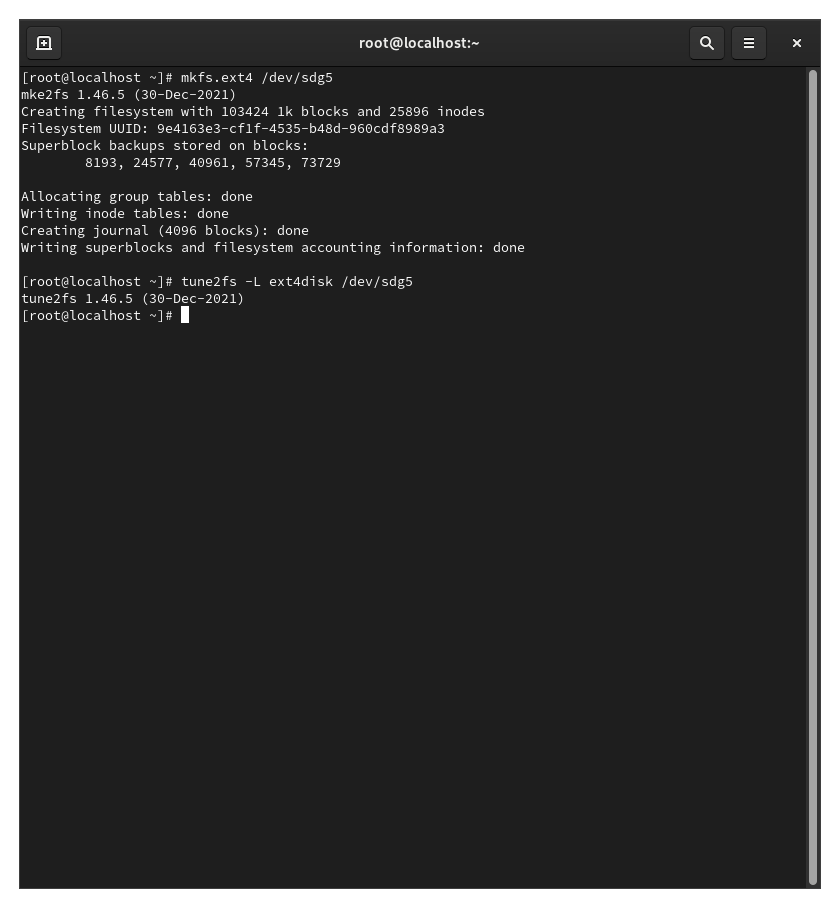 root@localhost:~
[root@localhost ~]# mkfs.ext4 /dev/sdg5
mke2fs 1.46.5 (30-Dec-2021)
Creating filesystem with 103424 1k blocks and 25896 inodes
Filesystem UUID: 9e4163e3-cf1f-4535-b48d-960cdf8989a3
Superblock backups stored on blocks:
        8193, 24577, 40961, 57345, 73729
Allocating group tables: done
Writing inode tables: done
Creating journal (4096 blocks): done
Writing superblocks and filesystem accounting information: done
[root@localhost ~]# tune2fs -L ext4disk /dev/sdg5
tune2fs 1.46.5 (30-Dec-2021)
[root@localhost ~]#